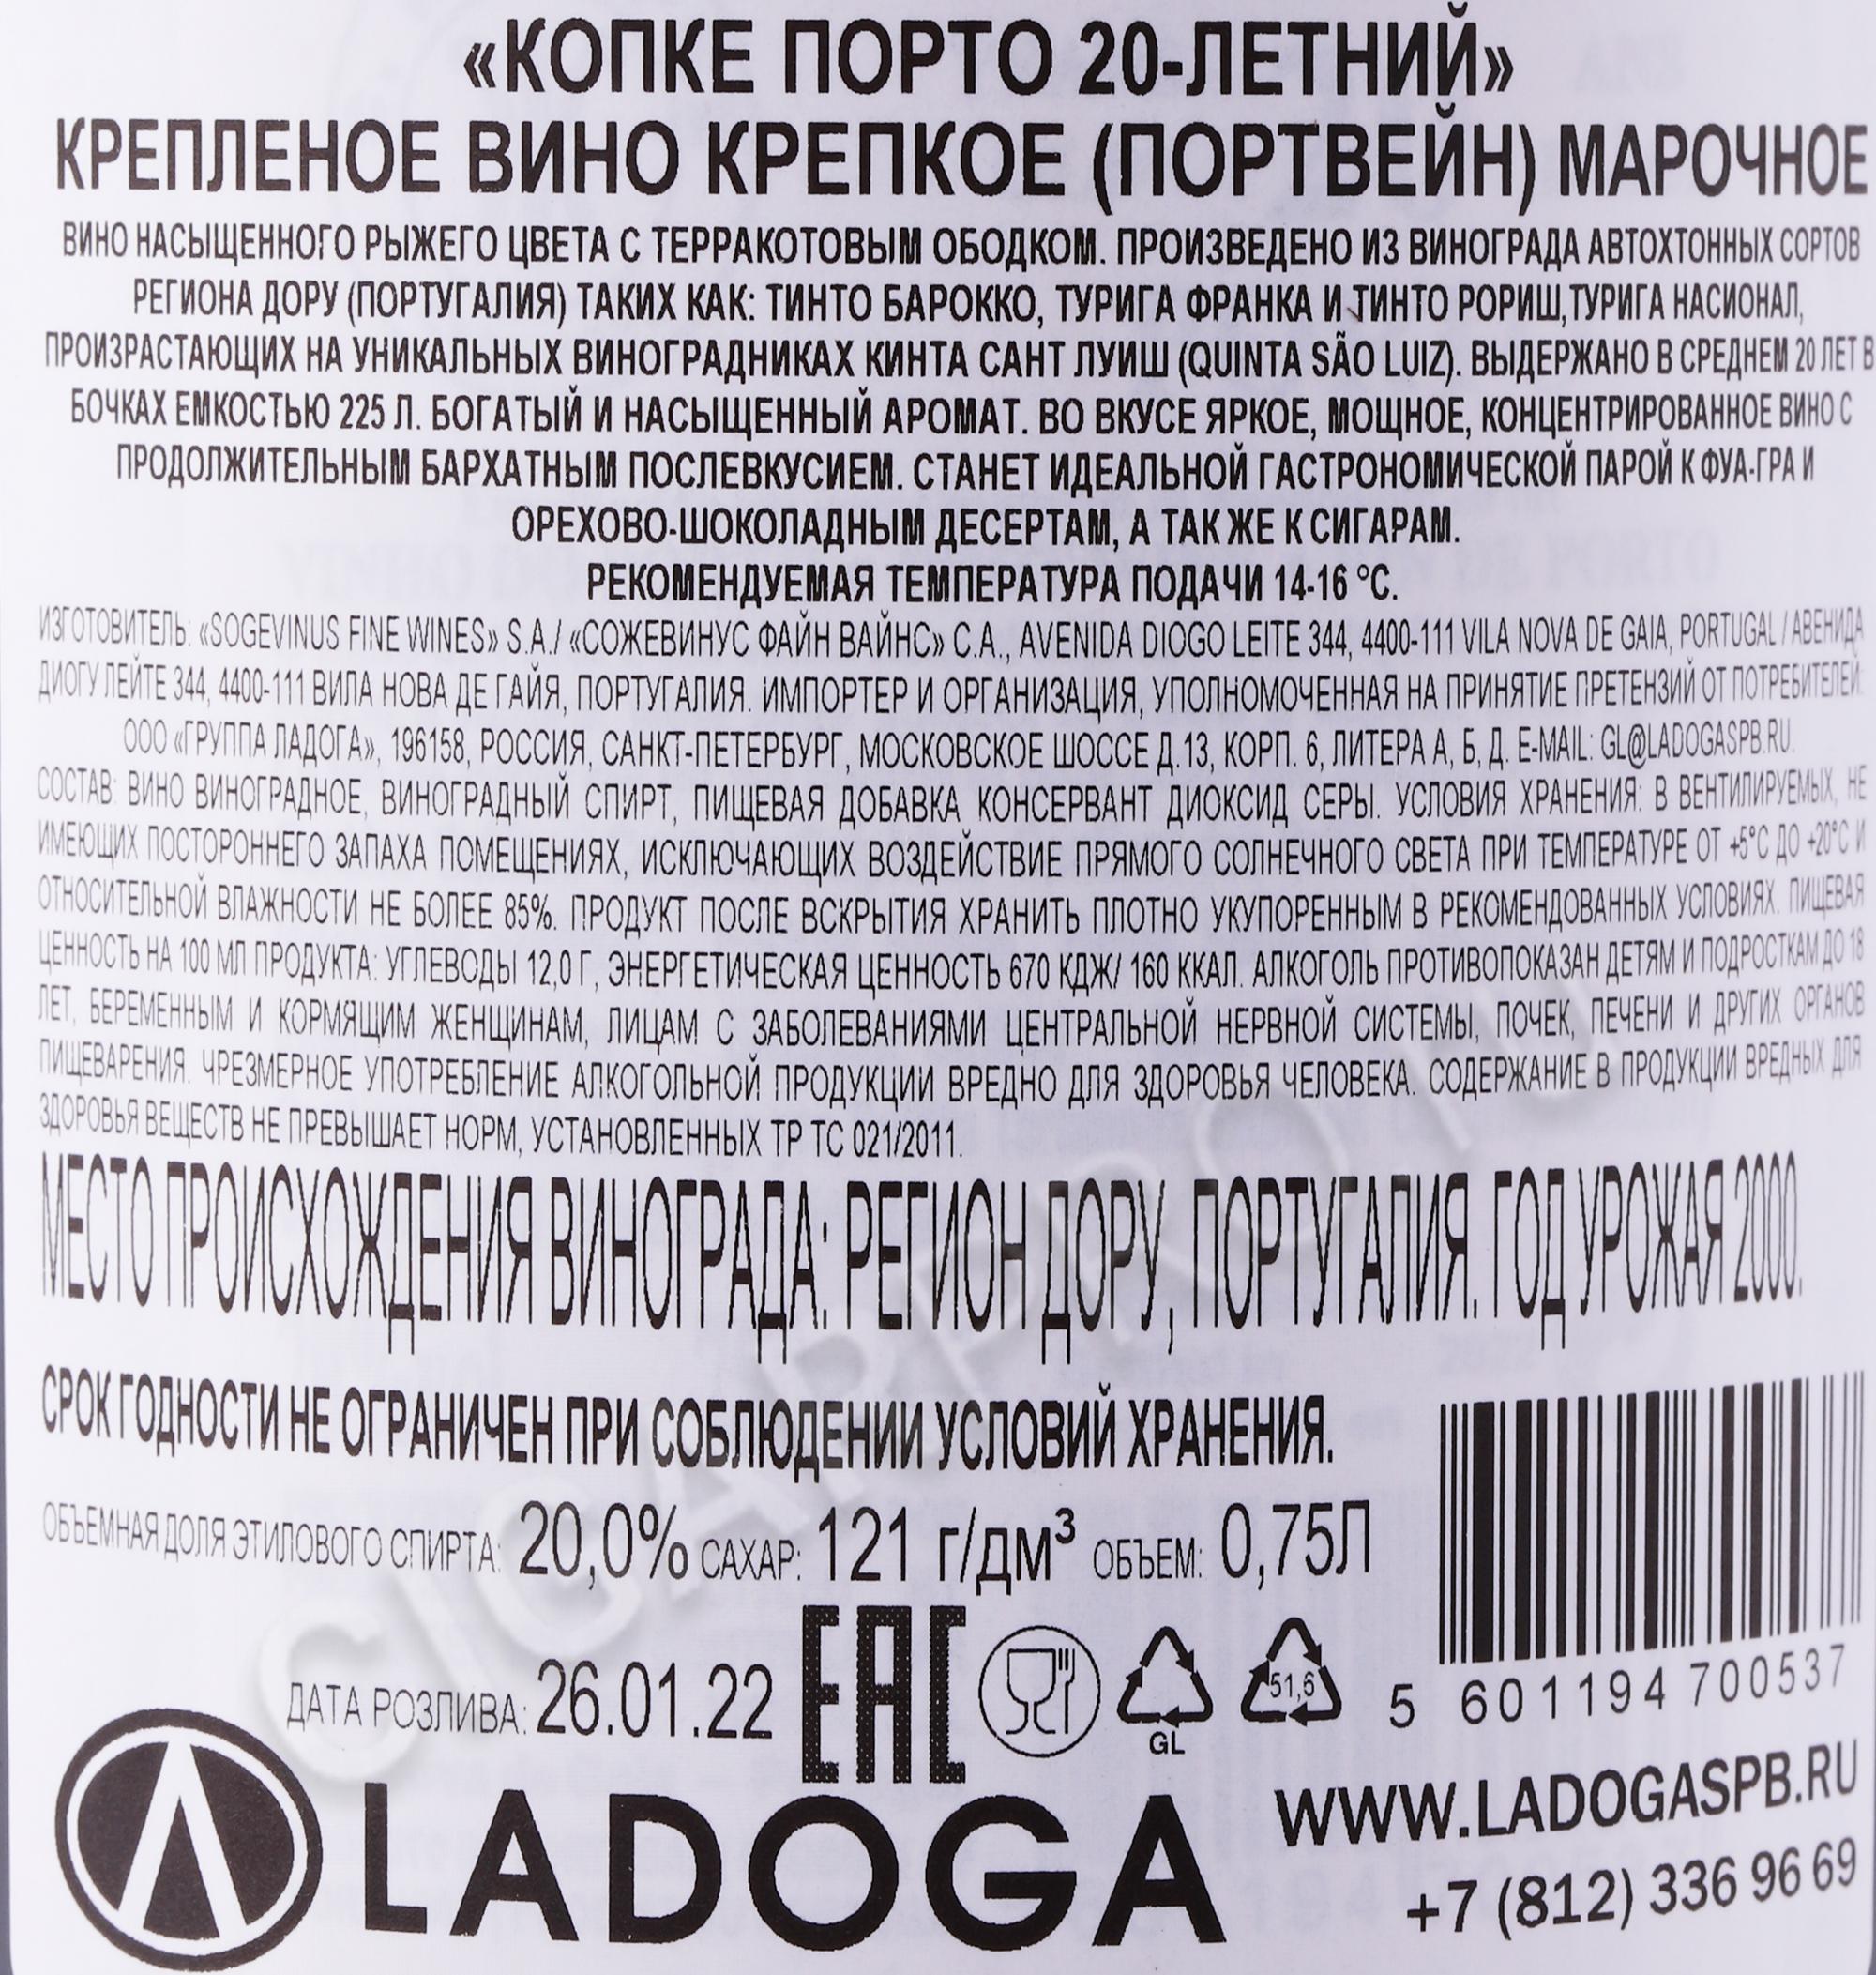 «КОПКЕ ПОРТО 20-ЛЕТНИЙ»
КРЕПЛЕНОЕ ВИНО КРЕПКОЕ (ПОРТВЕЙН) МАРОЧНОЕ
ВИНО НАСЫЩЕННОГО РЫЖЕГО ЦВЕТА С ТЕРРАКОТОВЫМ ОБОДКОМ. ПРОИЗВЕДЕНО ИЗ ВИНОГРАДА АВТОХТОННЫХ СОРТОВ
РЕГИОНА ДОРУ (ПОРТУГАЛИЯ) ТАКИХ КАК: ТИНТО БАРОККО, ТУРИГА ФРАНКА И ТИНТО РОРИШ,ТУРИГА НАСИОНАЛ,
ПРОИЗРАСТАЮЩИХ НА УНИКАЛЬНЫХ ВИНОГРАДНИКАХ КИНТА САНТ ЛУИШ (QUINTA SÃO LUIZ). ВЫДЕРЖАНО В СРЕДНЕМ 20 ЛЕТ В
БОЧКАХ ЕМКОСТЬЮ 225 Л. БОГАТЫЙ И НАСЫЩЕННЫЙ АРОМАТ. ВО ВКУСЕ ЯРКОЕ, МОЩНОЕ, КОНЦЕНТРИРОВАННОЕ ВИНО С
ПРОДОЛЖИТЕЛЬНЫМ БАРХАТНЫМ ПОСЛЕВКУСИЕМ. СТАНЕТ ИДЕАЛЬНОЙ ГАСТРОНОМИЧЕСКОЙ ПАРОЙ К ФУА-ГРА И
ОРЕХОВО-ШОКОЛАДНЫМ ДЕСЕРТАМ, А ТАК ЖЕ К СИГАРАМ.
РЕКОМЕНДУЕМАЯ ТЕМПЕРАТУРА ПОДАЧИ 14-16 °C.
ИЗГОТОВИТЕЛЬ: «SOGEVINUS FINE WINES» S.A./ «СОЖЕВИНУС ФАЙН ВАЙНС» С.А., AVENIDA DIOGO LEITE 344, 4400-111 VILA NOVA DE GAIA, PORTUGAL / АВЕНИДА
ДИОГУ ЛЕЙТЕ 344, 4400-111 ВИЛА НОВА ДЕ ГАЙЯ, ПОРТУГАЛИЯ. ИМПОРТЕР И ОРГАНИЗАЦИЯ, УПОЛНОМОЧЕННАЯ НА ПРИНЯТИЕ ПРЕТЕНЗИЙ ОТ ПОТРЕБИТЕЛЕЙ:
ООО «ГРУППА ЛАДОГА», 196158, РОССИЯ, САНКТ-ПЕТЕРБУРГ, МОСКОВСКОЕ ШОССЕ Д.13, КОРП. 6, ЛИТЕРА А, Б, Д. E-MAIL: GL@LADOGASPB.RU.
СОСТАВ: ВИНО ВИНОГРАДНОЕ, ВИНОГРАДНЫЙ СПИРТ, ПИЩЕВАЯ ДОБАВКА КОНСЕРВАНТ ДИОКСИД СЕРЫ. УСЛОВИЯ ХРАНЕНИЯ: В ВЕНТИЛИРУЕМЫХ, НЕ
ИМЕЮЩИХ ПОСТОРОННЕГО ЗАПАХА ПОМЕЩЕНИЯХ, ИСКЛЮЧАЮЩИХ ВОЗДЕЙСТВИЕ ПРЯМОГО СОЛНЕЧНОГО СВЕТА ПРИ ТЕМПЕРАТУРЕ ОТ +5°C ДО +20°C И
ОТНОСИТЕЛЬНОЙ ВЛАЖНОСТИ НЕ БОЛЕЕ 85%. ПРОДУКТ ПОСЛЕ ВСКРЫТИЯ ХРАНИТЬ ПЛОТНО УКУПОРЕННЫМ В РЕКОМЕНДОВАННЫХ УСЛОВИЯХ. ПИЩЕВАЯ
ЦЕННОСТЬ НА 100 МЛ ПРОДУКТА: УГЛЕВОДЫ 12,0 Г, ЭНЕРГЕТИЧЕСКАЯ ЦЕННОСТЬ 670 КДЖ/ 160 ККАЛ. АЛКОГОЛЬ ПРОТИВОПОКАЗАН ДЕТЯМ И ПОДРОСТКАМ ДО 18
ЛЕТ, БЕРЕМЕННЫМ И КОРМЯЩИМ ЖЕНЩИНАМ, ЛИЦАМ С ЗАБОЛЕВАНИЯМИ ЦЕНТРАЛЬНОЙ НЕРВНОЙ СИСТЕМЫ, ПОЧЕК, ПЕЧЕНИ И ДРУГИХ ОРГАНОВ
ПИЩЕВАРЕНИЯ. ЧРЕЗМЕРНОЕ УПОТРЕБЛЕНИЕ АЛКОГОЛЬНОЙ ПРОДУКЦИИ ВРЕДНО ДЛЯ ЗДОРОВЬЯ ЧЕЛОВЕКА. СОДЕРЖАНИЕ В ПРОДУКЦИИ ВРЕДНЫХ ДЛЯ
ЗДОРОВЬЯ ВЕЩЕСТВ НЕ ПРЕВЫШАЕТ НОРМ, УСТАНОВЛЕННЫХ ТР ТС 021/2011.
МЕСТО ПРОИСХОЖДЕНИЯ ВИНОГРАДА: РЕГИОН ДОРУ, ПОРТУГАЛИЯ. ГОД УРОЖАЯ 2000.
СРОК ГОДНОСТИ НЕ ОГРАНИЧЕН ПРИ СОБЛЮДЕНИИ УСЛОВИЙ ХРАНЕНИЯ.
ОБЪЕМНАЯ ДОЛЯ ЭТИЛОВОГО СПИРТА: 20,0% САХАР: 121 г/дм³ ОБЪЕМ: 0,75Л
ДАТА РОЗЛИВА: 26.01.22 EAC
GL
51,6
5 601194 700537
LADOGA
WWW.LADOGASPB.RU
+7 (812) 336 96 69
CIGARPRO.RU